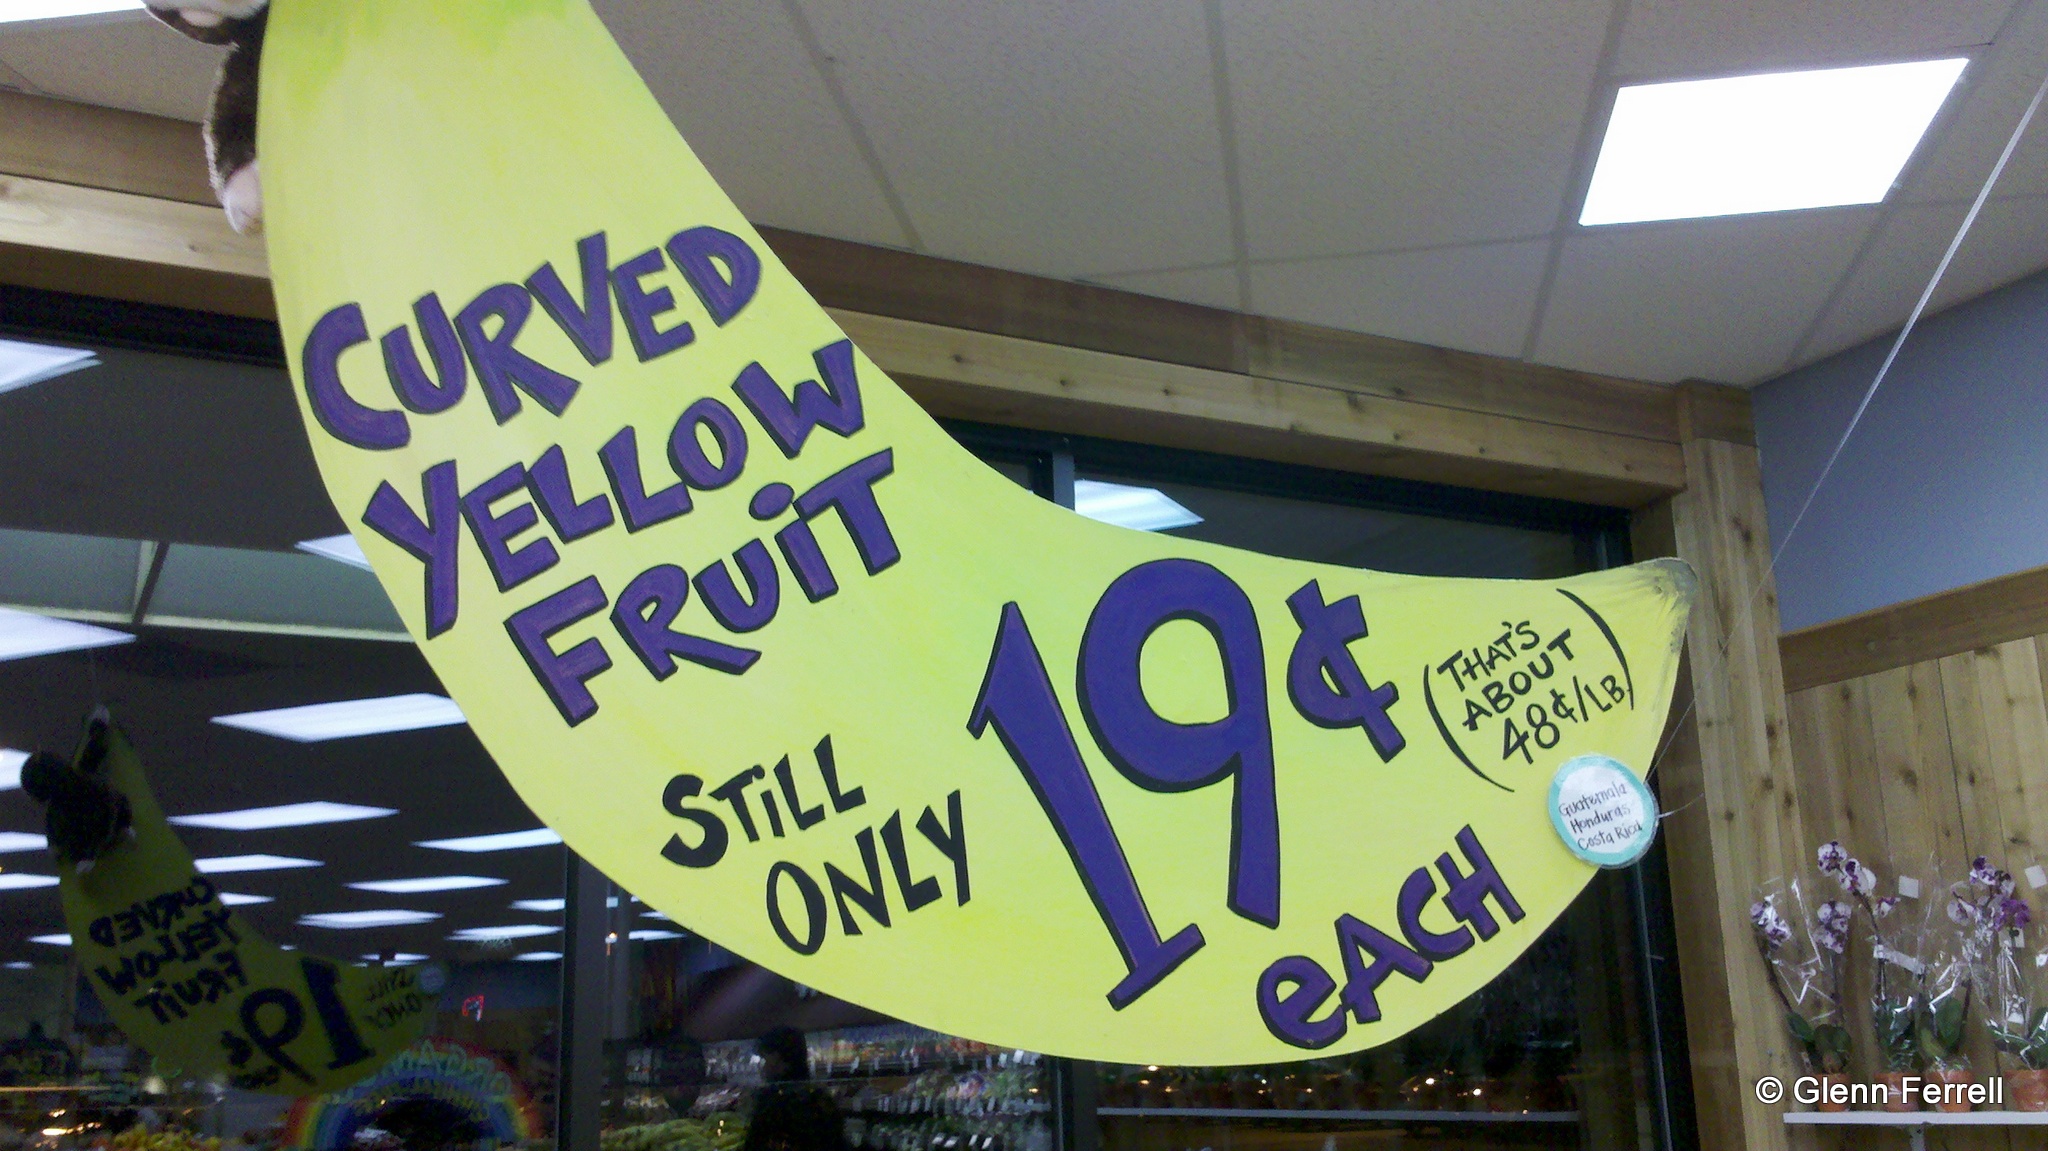 CURVED
YELLOW
FRUiT
STiLL
ONLY
19¢
eACH
(THAT'S
ABOUT
48¢/LB)
Guatemala
Honduras
Costa Rica
© Glenn Ferrell